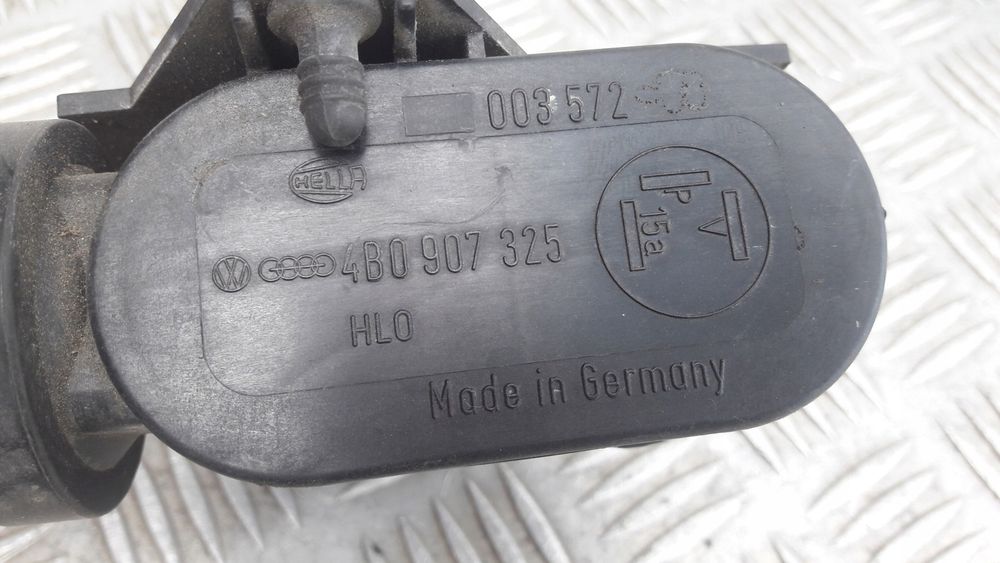 003 572
HELLA
4B0 907 325
P V
15a
HLO
Made in Germany